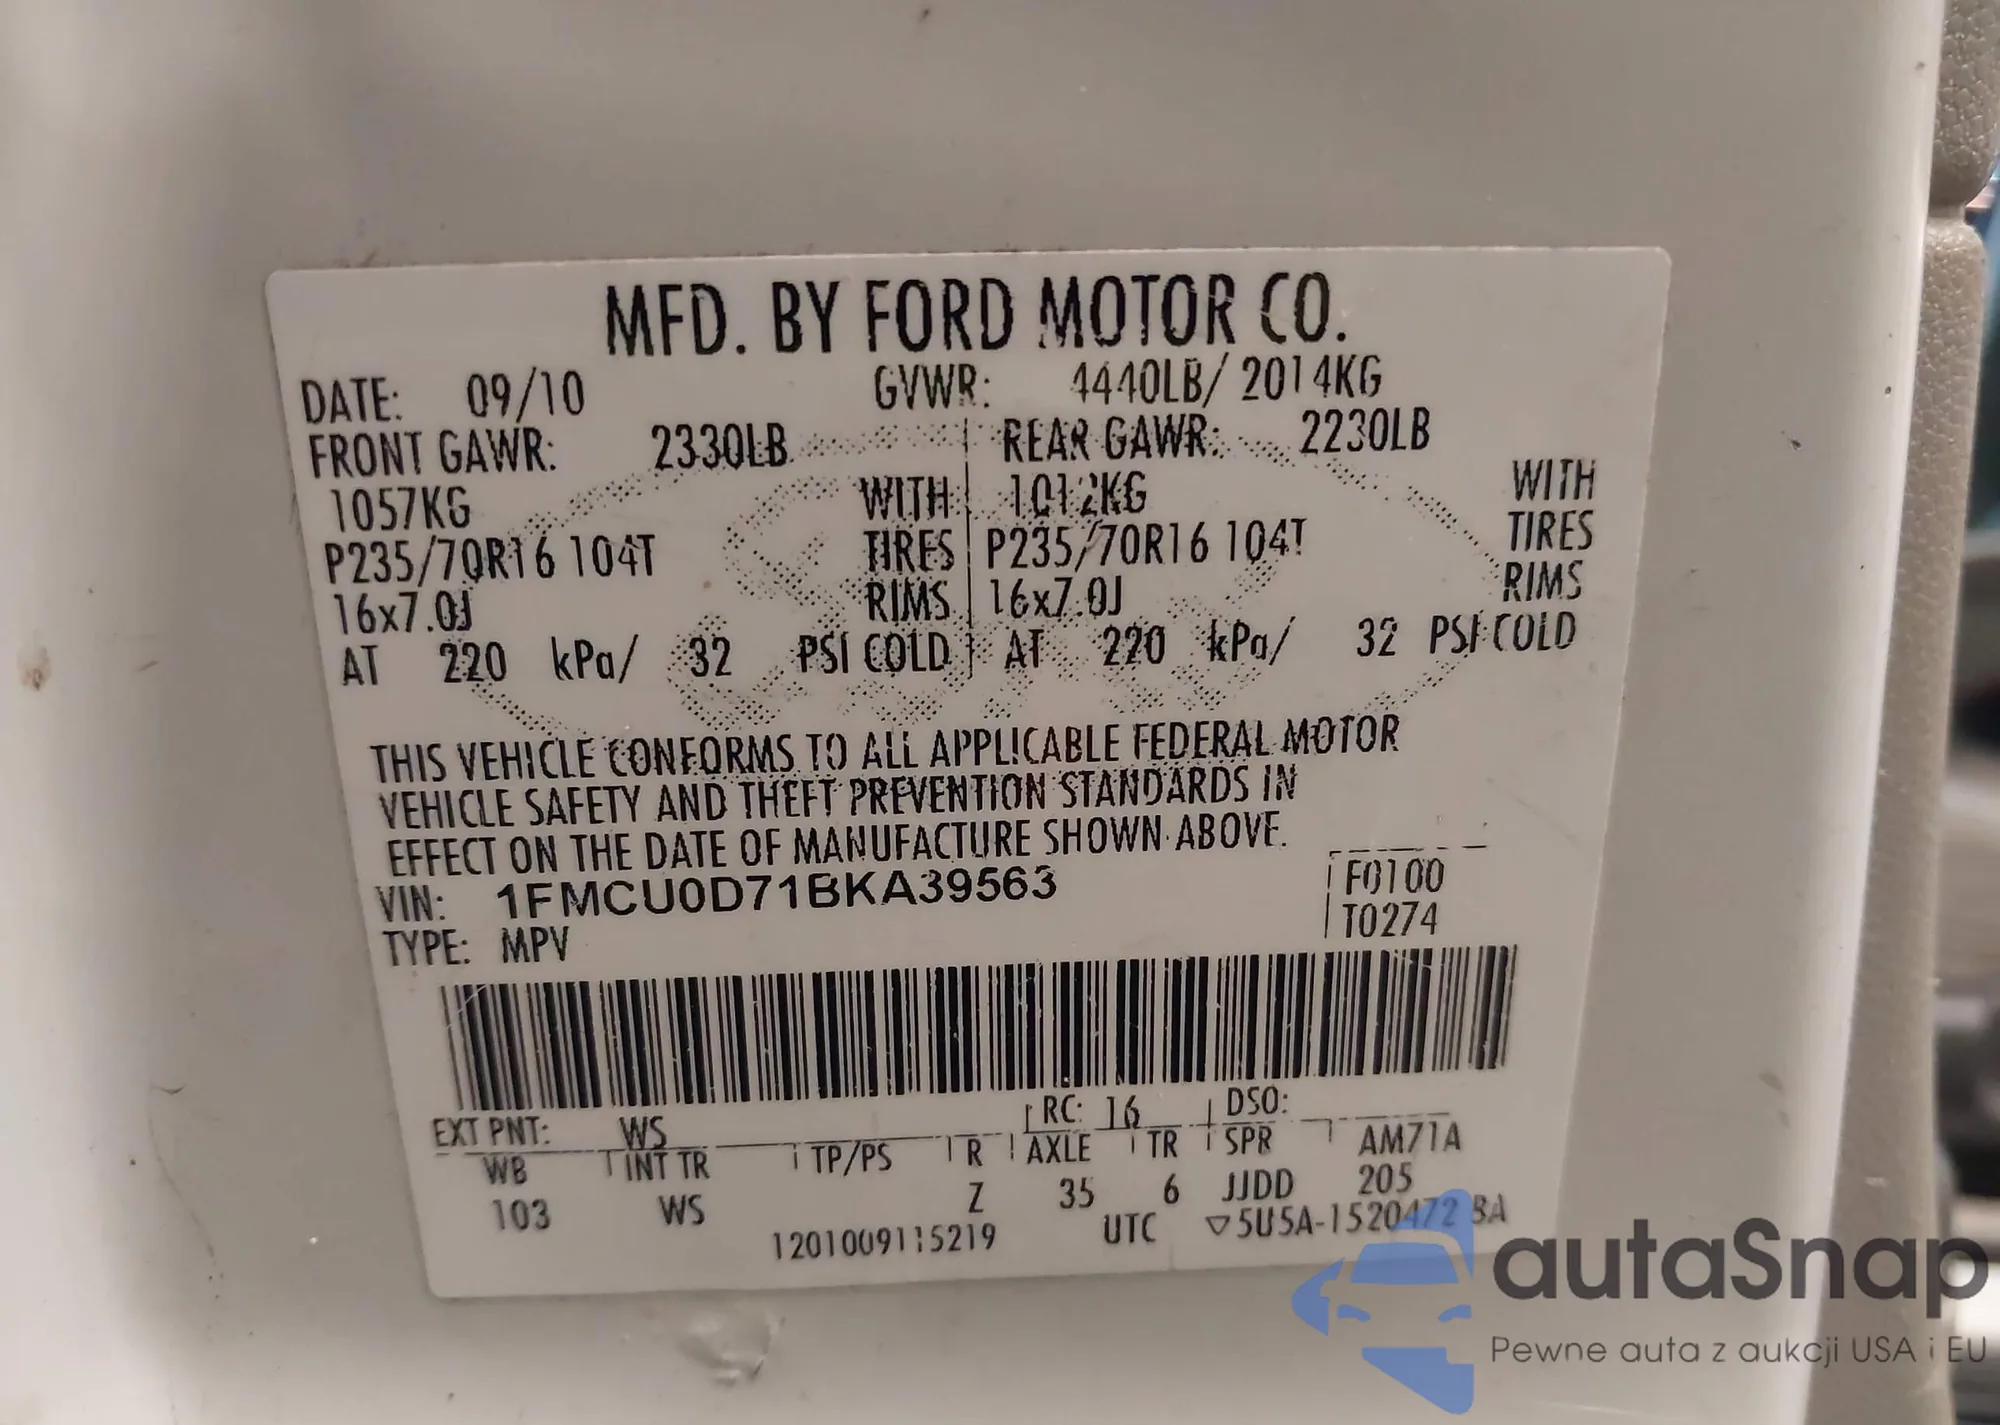 MFD. BY FORD MOTOR CO.
DATE: 09/10 GVWR: 4440LB/ 2014KG
FRONT GAWR: 2330LB REAR GAWR: 2230LB
1057KG WITH 1012KG WITH
P235/70R16 104T TIRES P235/70R16 104T TIRES
16x7.0J RIMS 16x7.0J RIMS
AT 220 kPa/ 32 PSI COLD AT 220 kPa/ 32 PSI COLD
THIS VEHICLE CONFORMS TO ALL APPLICABLE FEDERAL MOTOR
VEHICLE SAFETY AND THEFT PREVENTION STANDARDS IN
EFFECT ON THE DATE OF MANUFACTURE SHOWN ABOVE.
VIN: 1FMCU0D71BKA39563 F0100
TYPE: MPV T0274
EXT PNT: WS RC: 16 DSO:
WB INT TR TP/PS R AXLE TR SPR AM71A
103 WS Z 35 6 JJDD 205
1201009115219 UTC ▽5U5A-1520472 BA
autaSnap
Pewne auta z aukcji USA i EU